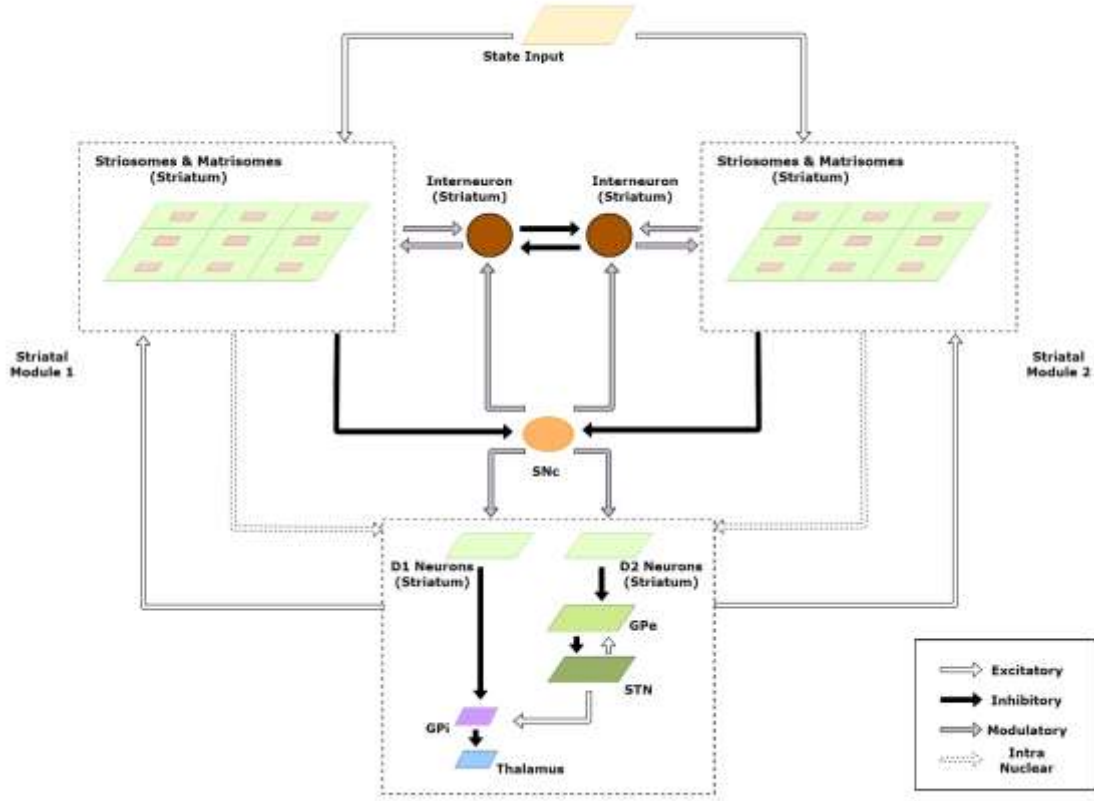 State Input
Striosomes & Matrisomes
(Striatum)
Striosomes & Matrisomes
(Striatum)
Interneuron
(Striatum)
Interneuron
(Striatum)
Striatal
Module 1
Striatal
Module 2
SNc
D1 Neurons
(Striatum)
D2 Neurons
(Striatum)
GPe
STN
GPi
Thalamus
Excitatory
Inhibitory
Modulatory
Intra
Nuclear